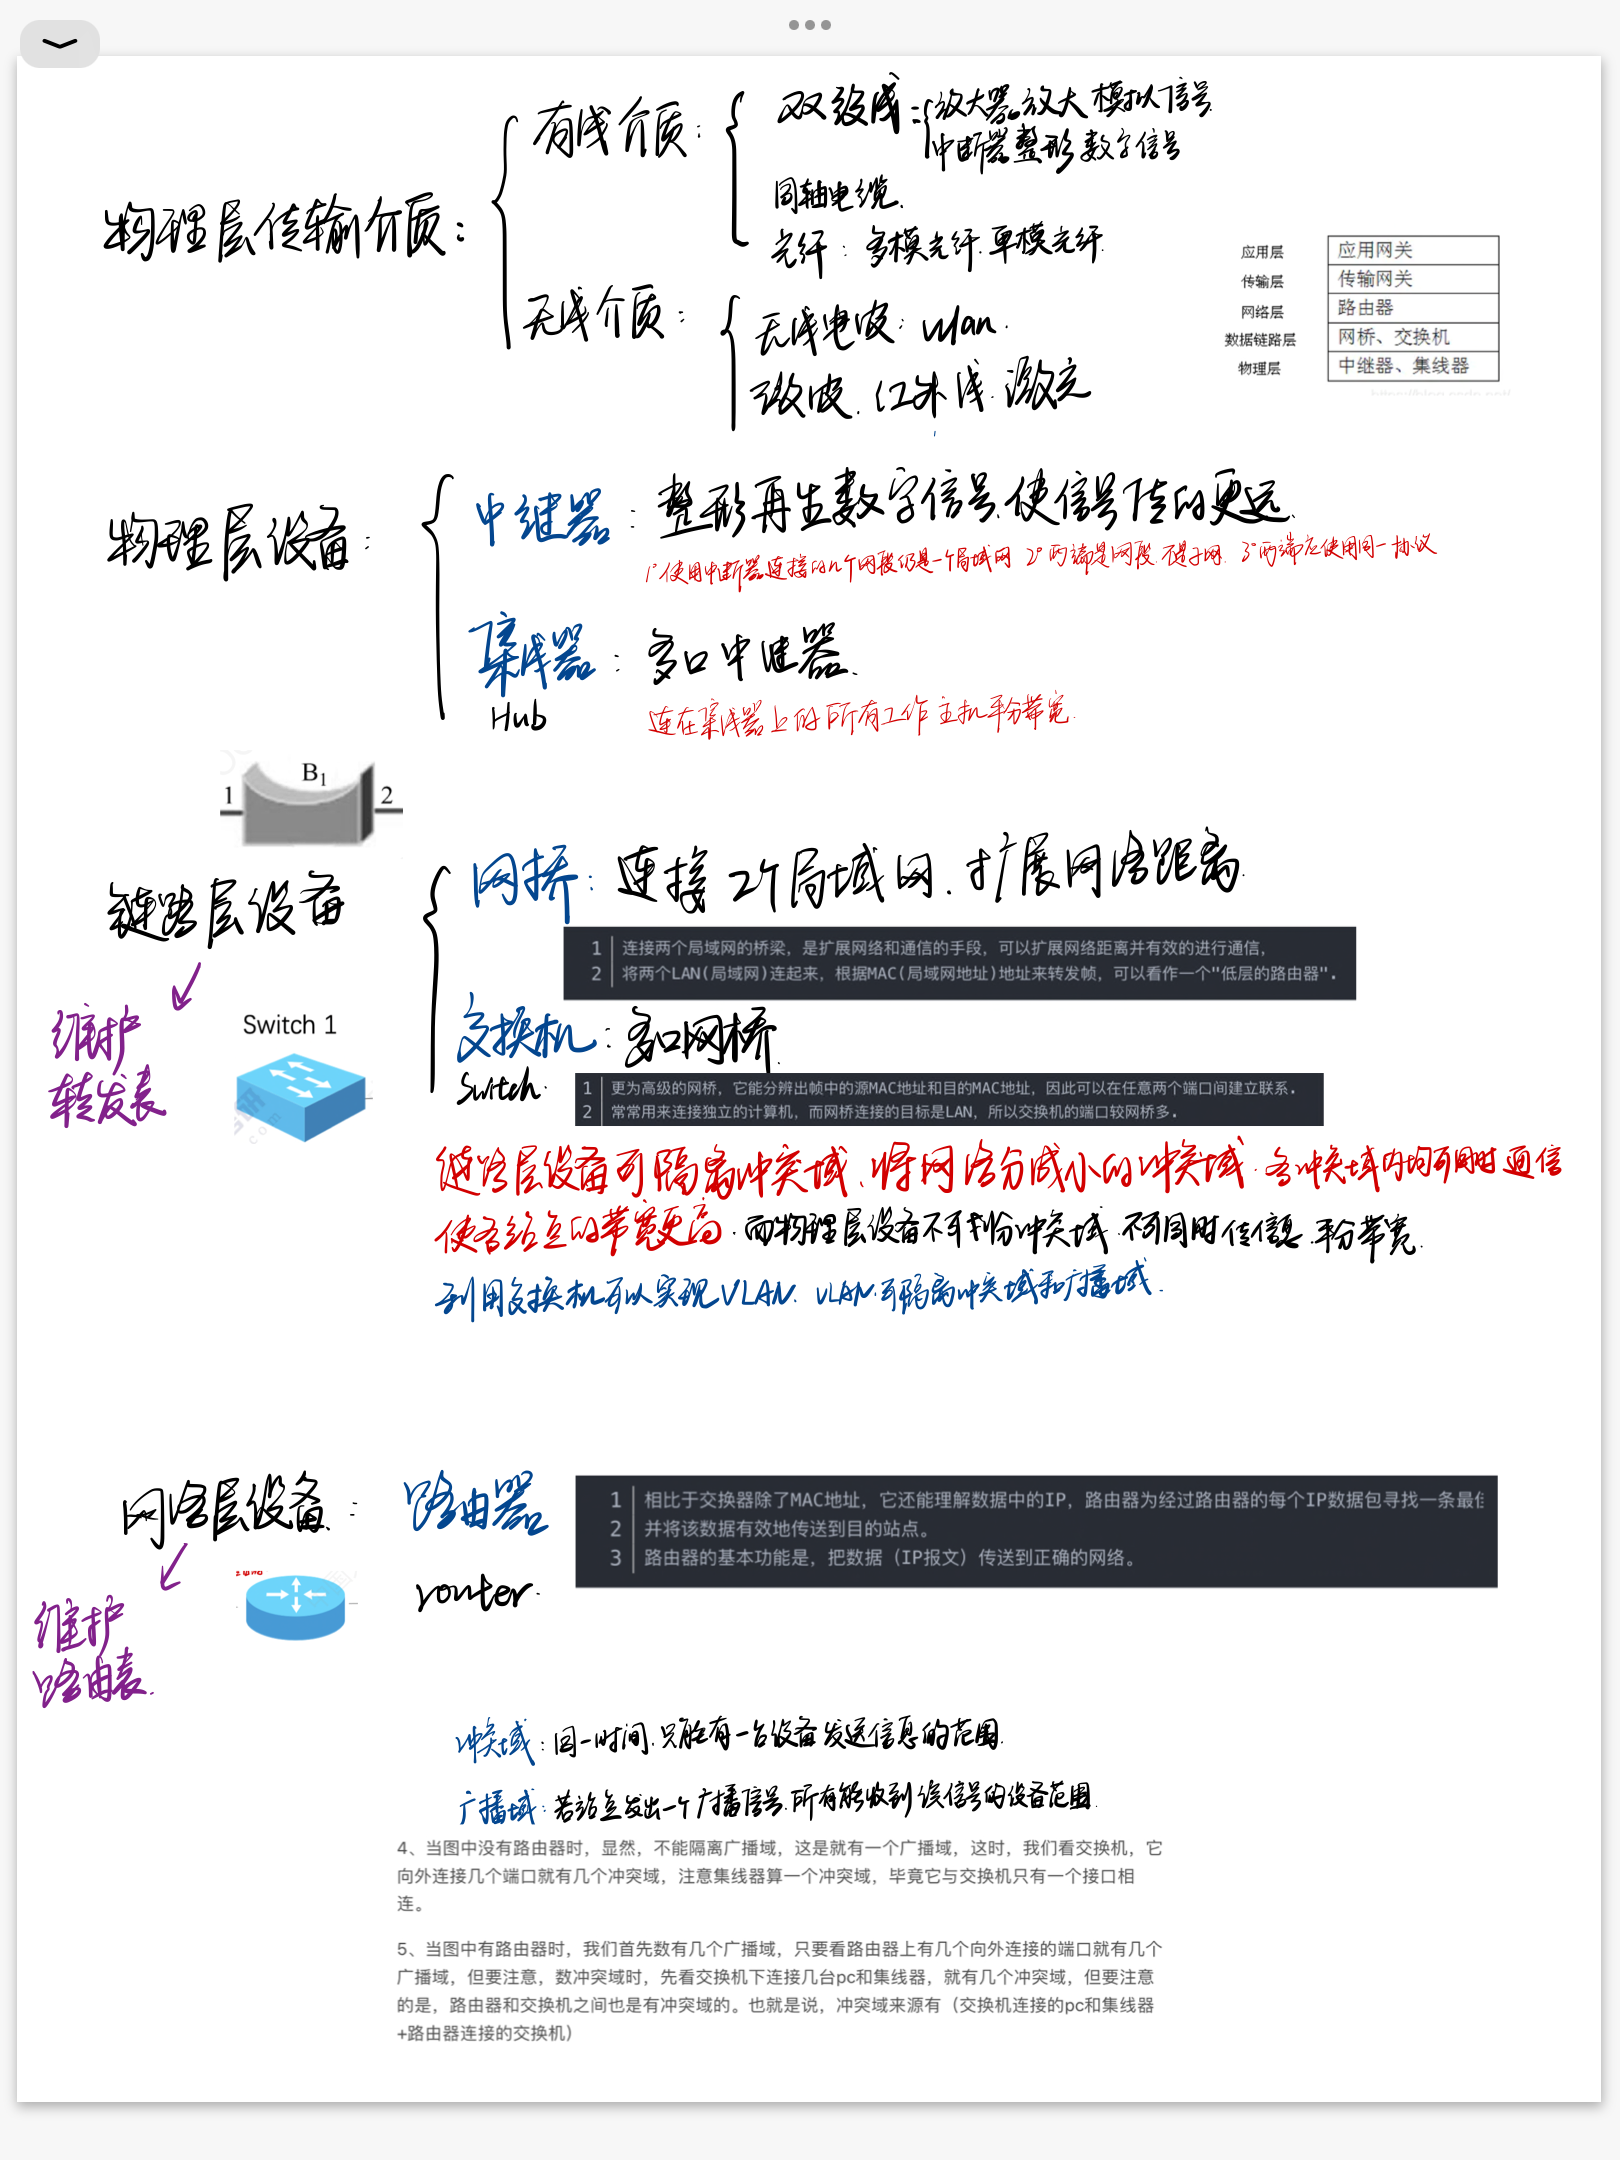 物理层传输介质：
有线介质：
双绞线：
放大器。放大模拟信号
中断器 整形 数字信号
同轴电缆.
光纤：多模光纤.单模光纤.
无线介质：
无线电波：wlan.
微波.红外线.激光
应用层 应用网关
传输层 传输网关
网络层 路由器
数据链路层 网桥、交换机
物理层 中继器、集线器
物理层设备：
中继器：整形再生数字信号.使信号传的更远.
1° 使用中断器连接的几个网段仍是一个局域网 2° 两端是网段.不是子网. 3° 两端应使用同一协议
集线器：多口中继器.
Hub
连在集线器上的所有工作主机平分带宽.
1 B1 2
链路层设备
网桥：连接2个局域网.扩展网络距离.
1 连接两个局域网的桥梁，是扩展网络和通信的手段，可以扩展网络距离并有效的进行通信，
2 将两个LAN(局域网)连起来，根据MAC(局域网地址)地址来转发帧，可以看作一个"低层的路由器".
维护
转发表
Switch 1
交换机：多口网桥.
Switch.
1 更为高级的网桥，它能分辨出帧中的源MAC地址和目的MAC地址，因此可以在任意两个端口间建立联系.
2 常常用来连接独立的计算机，而网桥连接的目标是LAN，所以交换机的端口较网桥多.
链路层设备可隔离冲突域.将网络分成小的冲突域.各冲突域内均可同时通信
使各结点的带宽更高.而物理层设备不可划分冲突域.不可同时传信息.平分带宽.
利用交换机可以实现VLAN. VLAN可隔离冲突域和广播域.
网络层设备：
路由器
router.
1 相比于交换器除了MAC地址，它还能理解数据中的IP，路由器为经过路由器的每个IP数据包寻找一条最
2 并将该数据有效地传送到目的站点。
3 路由器的基本功能是，把数据（IP报文）传送到正确的网络。
维护
路由表.
冲突域：同一时间.只能有一台设备发送信息的范围.
广播域：若站点发出一个广播信号.所有能收到该信号的设备范围.
4、当图中没有路由器时，显然，不能隔离广播域，这是就有一个广播域，这时，我们看交换机，它
向外连接几个端口就有几个冲突域，注意集线器算一个冲突域，毕竟它与交换机只有一个接口相
连。
5、当图中有路由器时，我们首先数有几个广播域，只要看路由器上有几个向外连接的端口就有几个
广播域，但要注意，数冲突域时，先看交换机下连接几台pc和集线器，就有几个冲突域，但要注意
的是，路由器和交换机之间也是有冲突域的。也就是说，冲突域来源有（交换机连接的pc和集线器
+路由器连接的交换机）